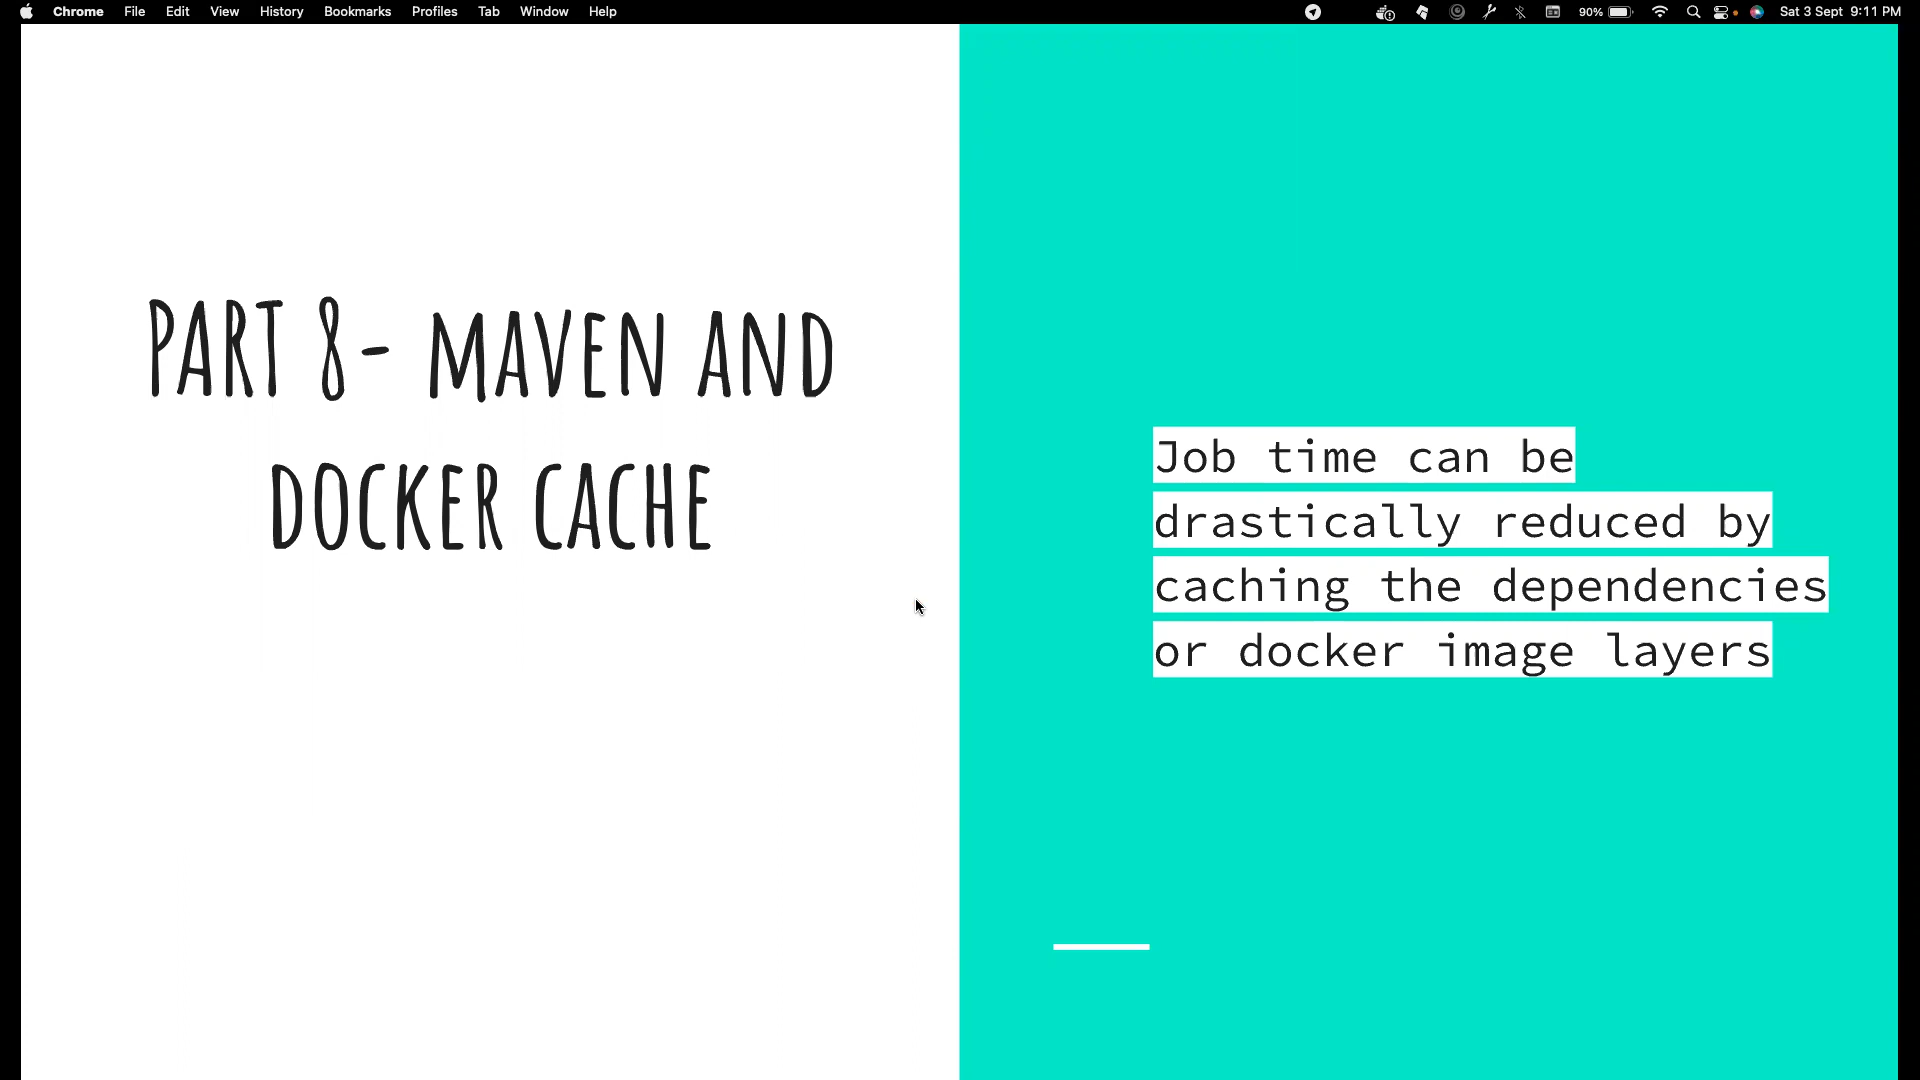 Chrome File Edit View History Bookmarks Profiles Tab Window Help 90% Sat 3 Sept 9:11 PM
PART 8- MAVEN AND
DOCKER CACHE
Job time can be
drastically reduced by
caching the dependencies
or docker image layers